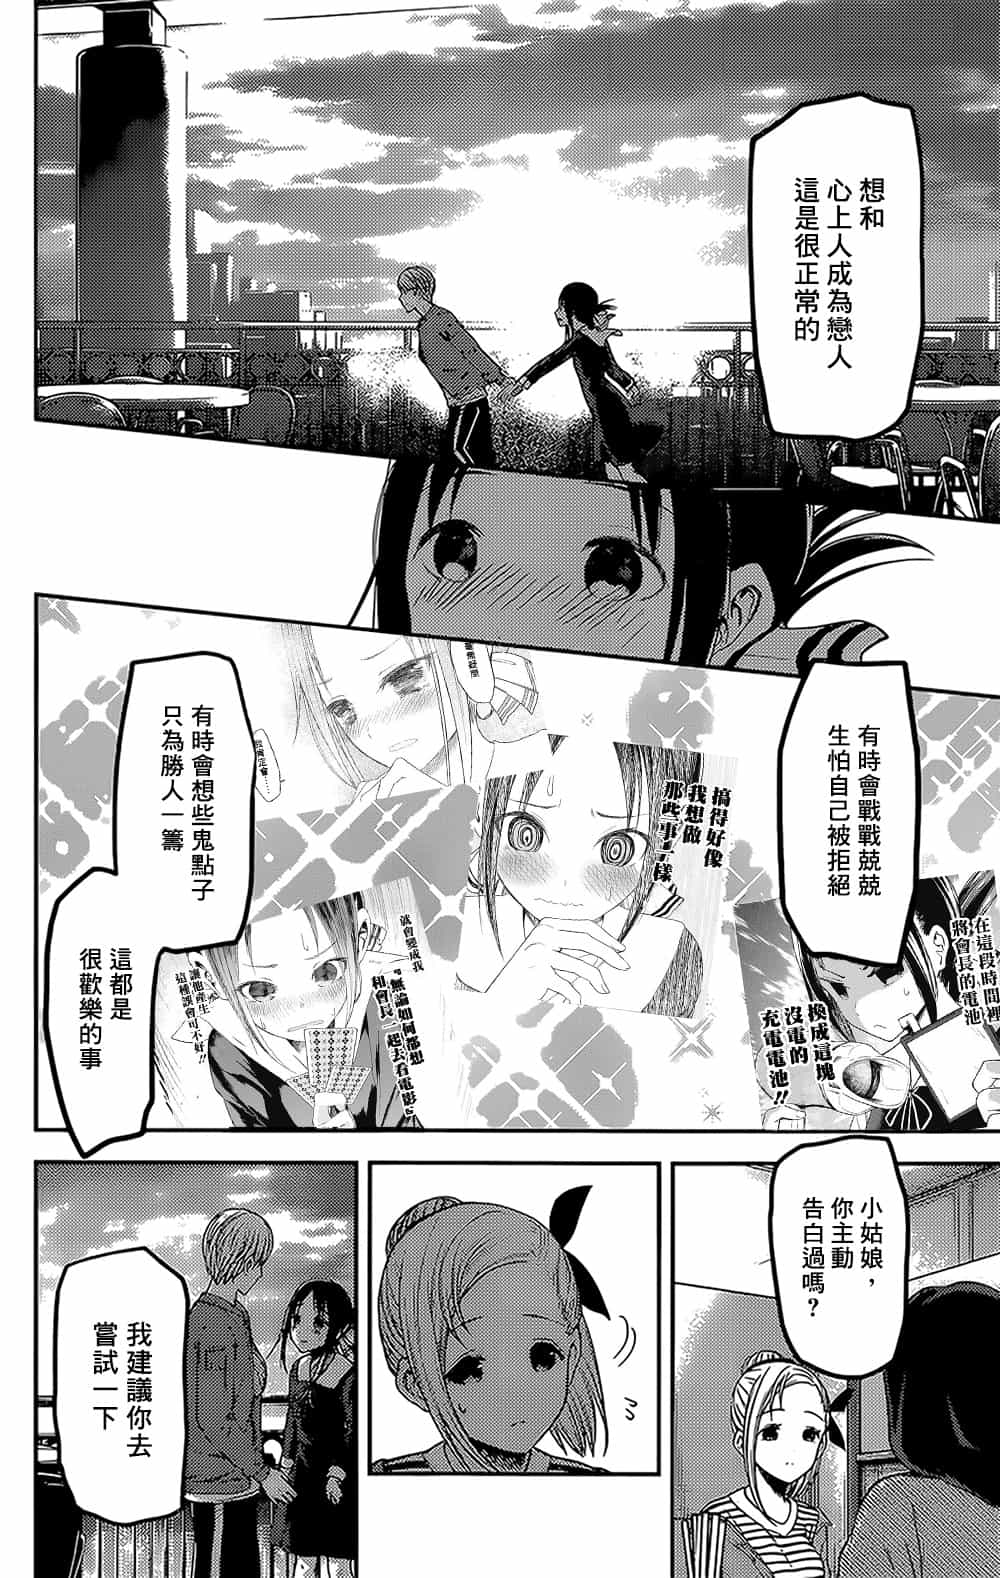 想和
心上人成為戀人
這是很正常的
有時會戰戰兢兢
生怕自己被拒絕
在這段時間裡
將會長的電池
換成這塊
沒電的
充電電池!!
搞得好像
我想做
那些事一樣
有時會想些鬼點子
只為勝人一籌
就會變成我
無論如何都想
和會長一起去看電影
讓他產生
這種誤會可不好!!
這都是
很歡樂的事
小姑娘，
你主動
告白過嗎？
我建議你去
嘗試一下